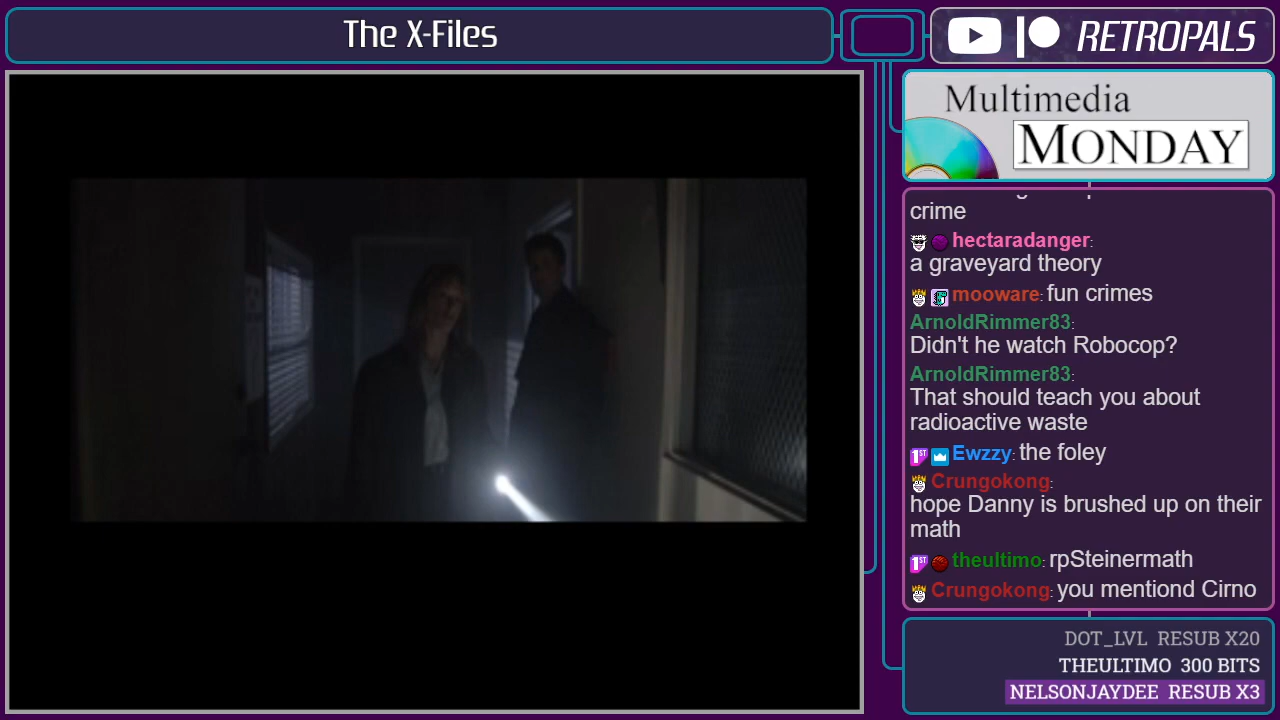 The X-Files
RETROPALS
Multimedia
MONDAY
crime
hectaradanger:
a graveyard theory
mooware: fun crimes
ArnoldRimmer83:
Didn't he watch Robocop?
ArnoldRimmer83:
That should teach you about
radioactive waste
1ST Ewzzy: the foley
Crungokong:
hope Danny is brushed up on their
math
1ST theultimo: rpSteinermath
Crungokong: you mentiond Cirno
DOT_LVL RESUB X20
THEULTIMO 300 BITS
NELSONJAYDEE RESUB X3